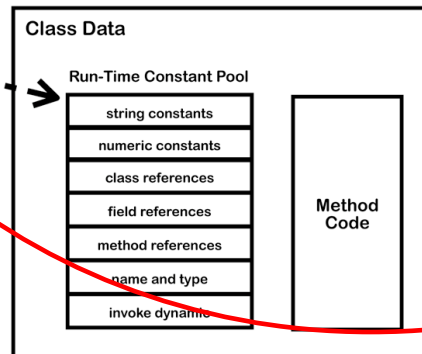 Class Data
Run-Time Constant Pool
string constants
numeric constants
class references
field references
method references
name and type
invoke dynamic
Method
Code